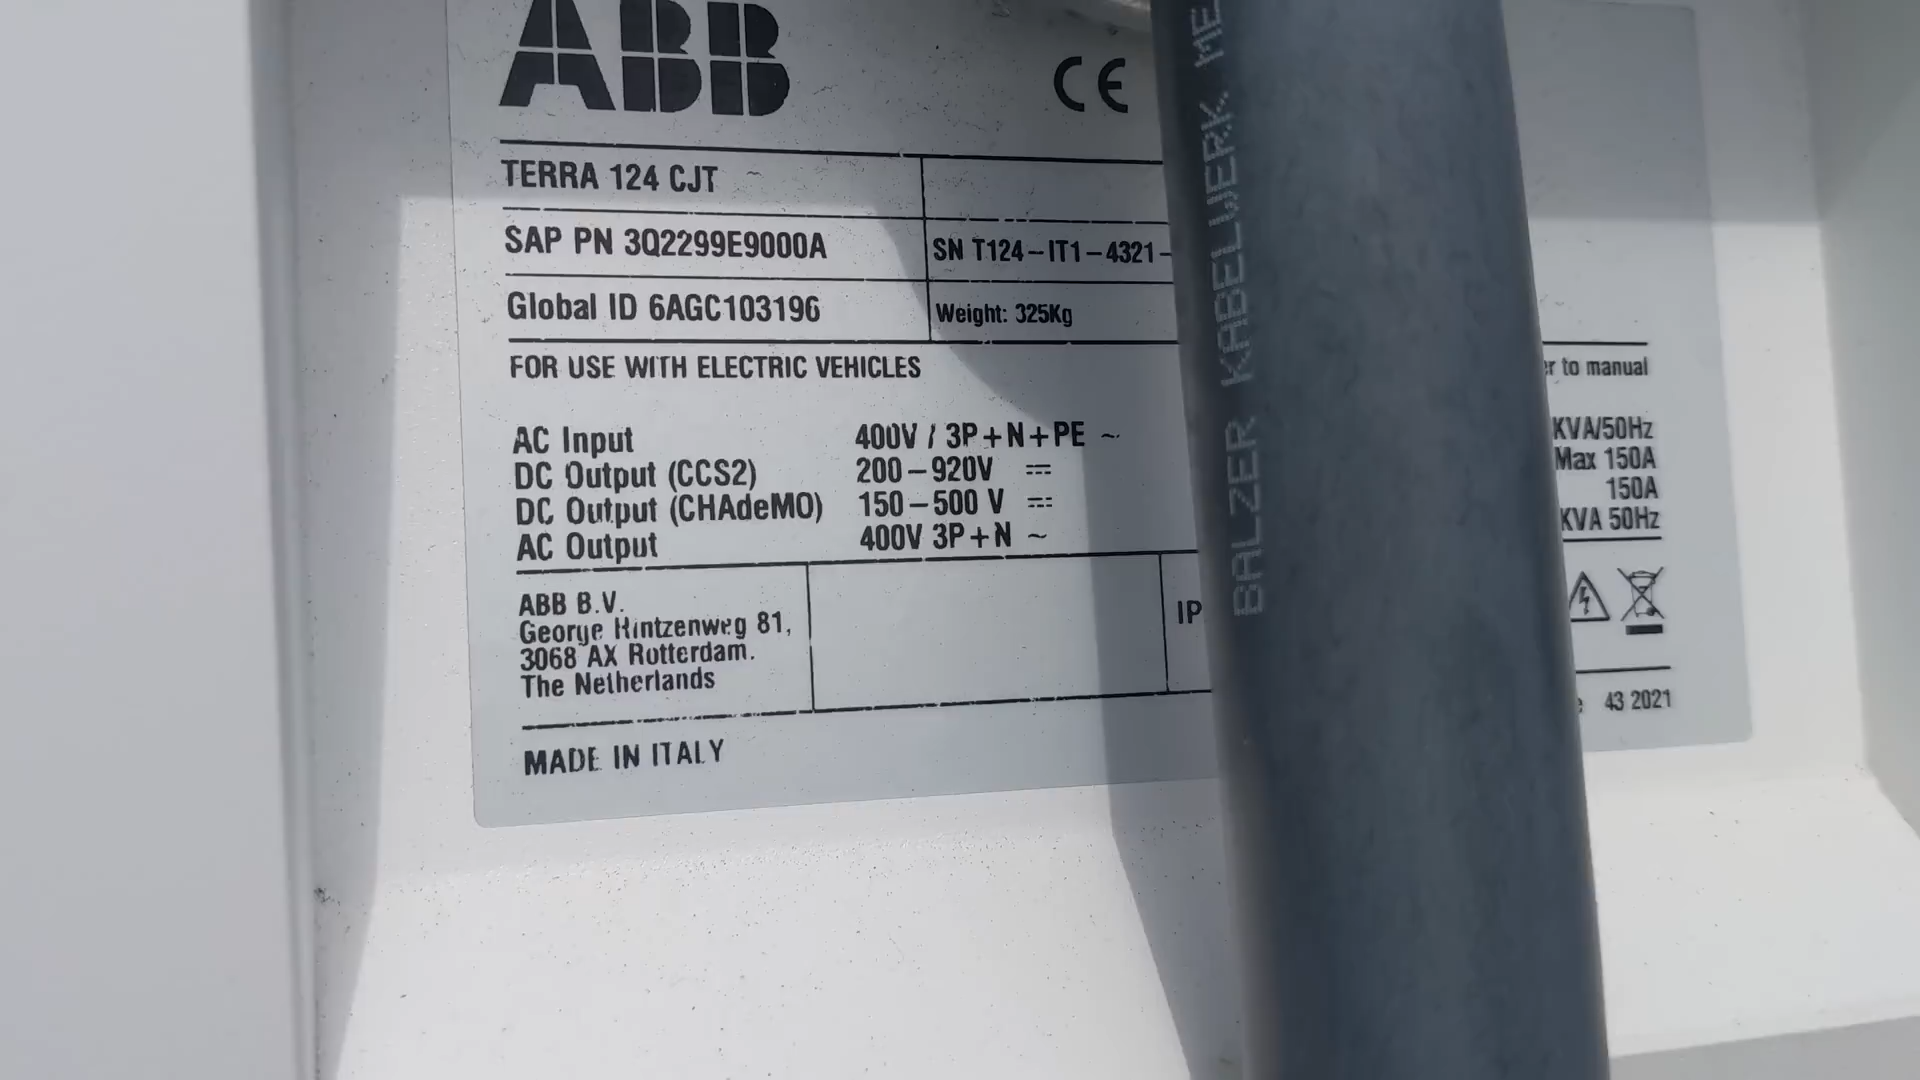 ABB
CE
TERRA 124 CJT
SAP PN 3Q2299E9000A
SN T124-IT1-4321-
Global ID 6AGC103196
Weight: 325Kg
FOR USE WITH ELECTRIC VEHICLES
to manual
AC Input 400V / 3P+N+PE ~ KVA/50Hz
DC Output (CCS2) 200-920V ⎓ Max 150A
DC Output (CHAdeMO) 150-500 V ⎓ 150A
AC Output 400V 3P+N ~ KVA 50Hz
ABB B.V.
George Hintzenweg 81,
3068 AX Rotterdam.
The Netherlands
IP
43 2021
MADE IN ITALY
BALZER KABELWERK